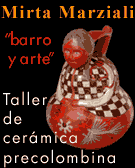 Mirta Marziali
"barro
y arte"
Taller
de
cerámica
precolombina